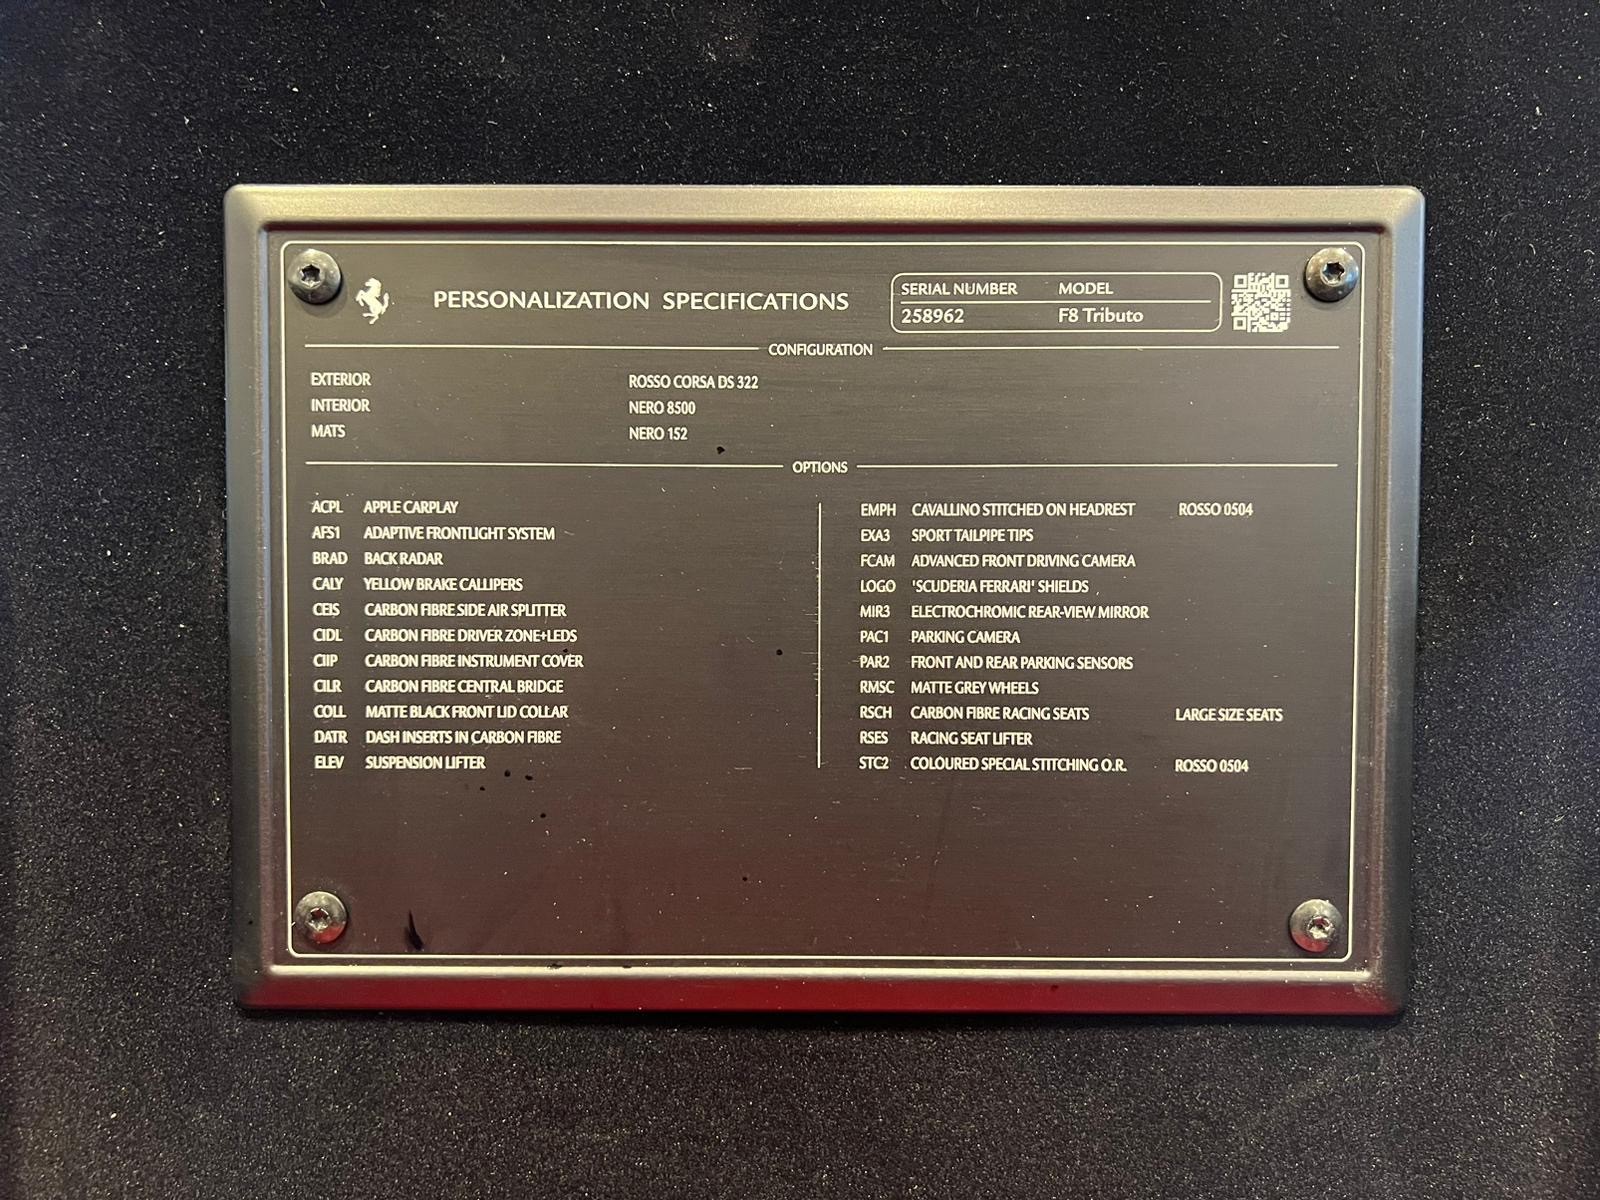 PERSONALIZATION SPECIFICATIONS
SERIAL NUMBER MODEL
258962 F8 Tributo
CONFIGURATION
EXTERIOR ROSSO CORSA DS 322
INTERIOR NERO 8500
MATS NERO 152
OPTIONS
ACPL APPLE CARPLAY
AFS1 ADAPTIVE FRONTLIGHT SYSTEM
BRAD BACK RADAR
CALY YELLOW BRAKE CALLIPERS
CEIS CARBON FIBRE SIDE AIR SPLITTER
CIDL CARBON FIBRE DRIVER ZONE+LEDS
CIIP CARBON FIBRE INSTRUMENT COVER
CILR CARBON FIBRE CENTRAL BRIDGE
COLL MATTE BLACK FRONT LID COLLAR
DATR DASH INSERTS IN CARBON FIBRE
ELEV SUSPENSION LIFTER
EMPH CAVALLINO STITCHED ON HEADREST ROSSO 0504
EXA3 SPORT TAILPIPE TIPS
FCAM ADVANCED FRONT DRIVING CAMERA
LOGO 'SCUDERIA FERRARI' SHIELDS
MIR3 ELECTROCHROMIC REAR-VIEW MIRROR
PAC1 PARKING CAMERA
PAR2 FRONT AND REAR PARKING SENSORS
RMSC MATTE GREY WHEELS
RSCH CARBON FIBRE RACING SEATS LARGE SIZE SEATS
RSES RACING SEAT LIFTER
STC2 COLOURED SPECIAL STITCHING O.R. ROSSO 0504